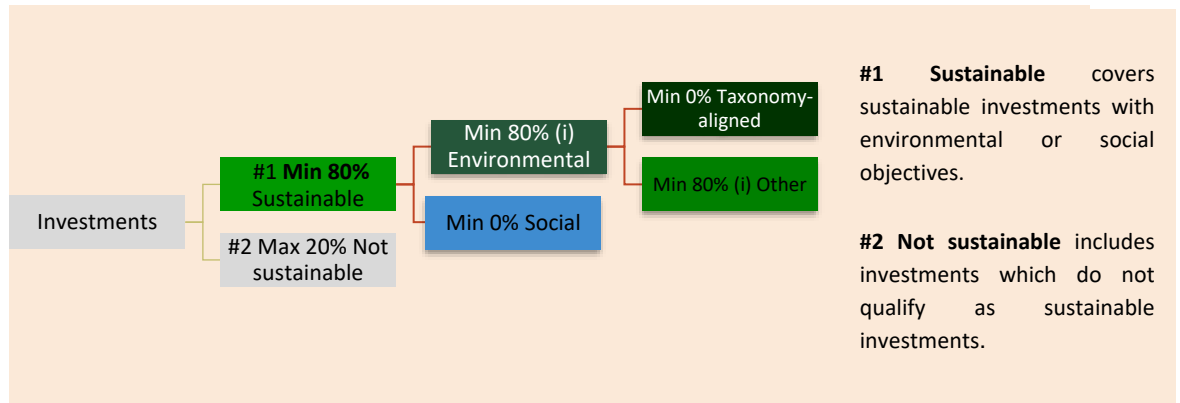 Investments
#1 Min 80%
Sustainable
#2 Max 20% Not
sustainable
Min 80% (i)
Environmental
Min 0% Social
Min 0% Taxonomy-
aligned
Min 80% (i) Other
#1 Sustainable covers
sustainable investments with
environmental or social
objectives.
#2 Not sustainable includes
investments which do not
qualify as sustainable
investments.